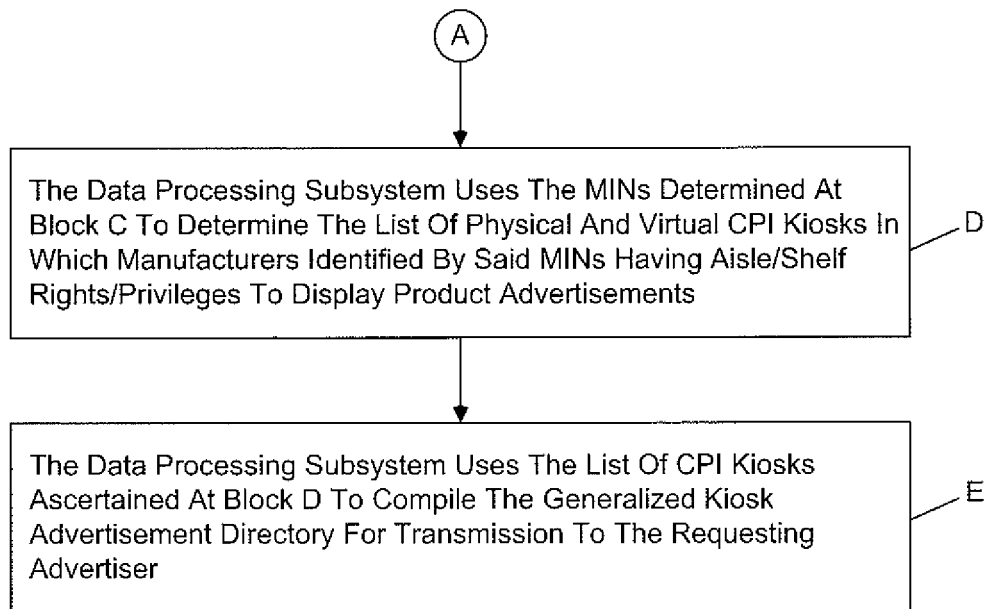 A
The Data Processing Subsystem Uses The MINs Determined At
Block C To Determine The List Of Physical And Virtual CPI Kiosks In
Which Manufacturers Identified By Said MINs Having Aisle/Shelf
Rights/Privileges To Display Product Advertisements
D
The Data Processing Subsystem Uses The List Of CPI Kiosks
Ascertained At Block D To Compile The Generalized Kiosk
Advertisement Directory For Transmission To The Requesting
Advertiser
E